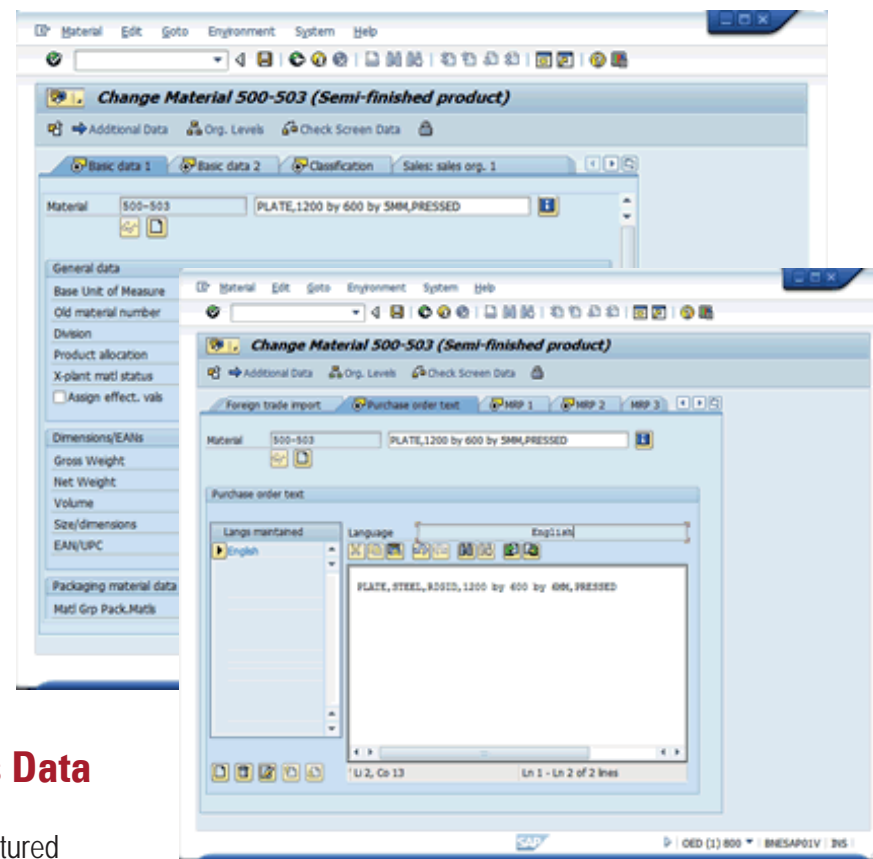 Material Edit Goto Environment System Help
Change Material 500-503 (Semi-finished product)
Additional Data Org. Levels Check Screen Data
Basic data 1 Basic data 2 Classification Sales: sales org. 1
Material 500-503 PLATE,1200 by 600 by 5MM,PRESSED
General data
Base Unit of Measure
Old material number
Division
Product allocation
X-plant matl status
Assign effect. vals
Dimensions/EANs
Gross Weight
Net Weight
Volume
Size/dimensions
EAN/UPC
Packaging material data
Matl Grp Pack.Matls
Material Edit Goto Environment System Help
Change Material 500-503 (Semi-finished product)
Additional Data Org. Levels Check Screen Data
Foreign trade import Purchase order text MRP 1 MRP 2 MRP 3
Material 500-503 PLATE,1200 by 600 by 5MM,PRESSED
Purchase order text
Langs maintained Language English
English
PLATE,STEEL,RIGID,1200 by 600 by 6MM,PRESSED
Li 2, Co 13 Ln 1 - Ln 2 of 2 lines
SAP OED (1) 800 BNESAP01V INS
Data
tured